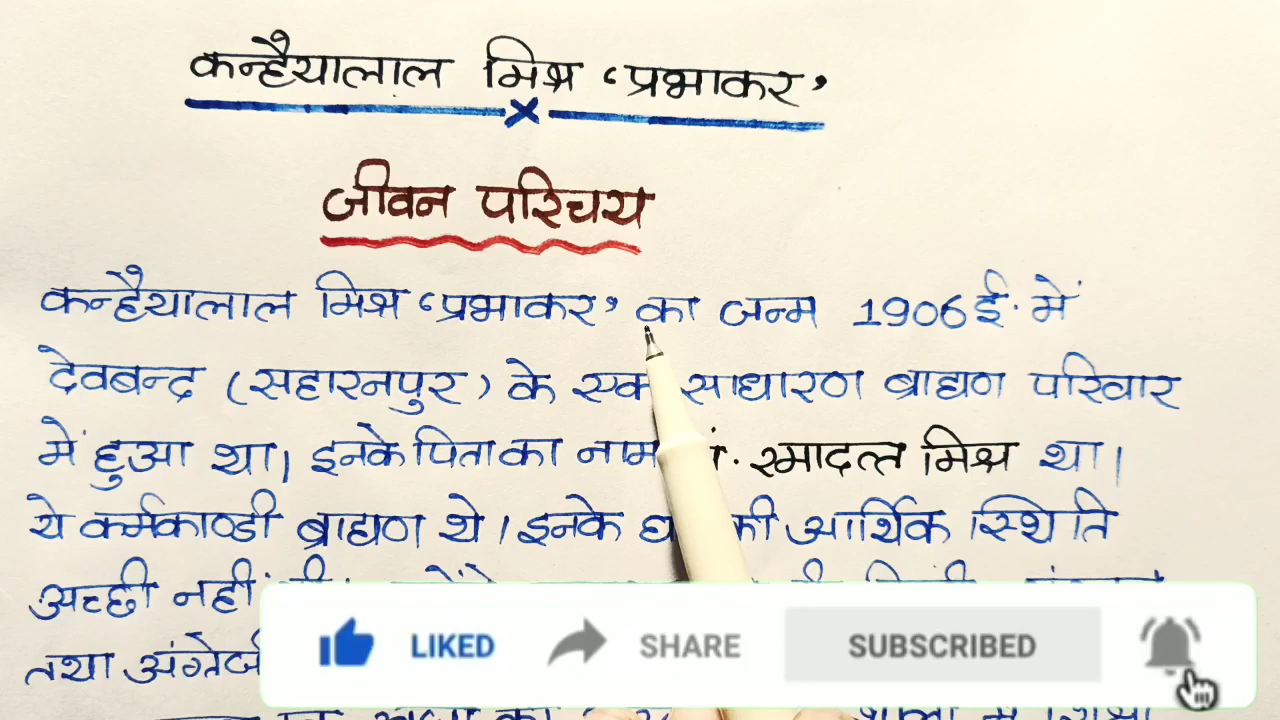 कन्हैयालाल मिश्र ‘प्रभाकर’
जीवन परिचय
कन्हैयालाल मिश्र ‘प्रभाकर’ का जन्म 1906 ई. में
देवबन्द (सहारनपुर) के एक साधारण ब्राह्मण परिवार
में हुआ था। इनके पिता का नाम रमादत्त मिश्र था।
ये कर्मकाण्डी ब्राह्मण थे। इनके की आर्थिक स्थिति
अच्छी नहीं
तथा
LIKED SHARE SUBSCRIBED